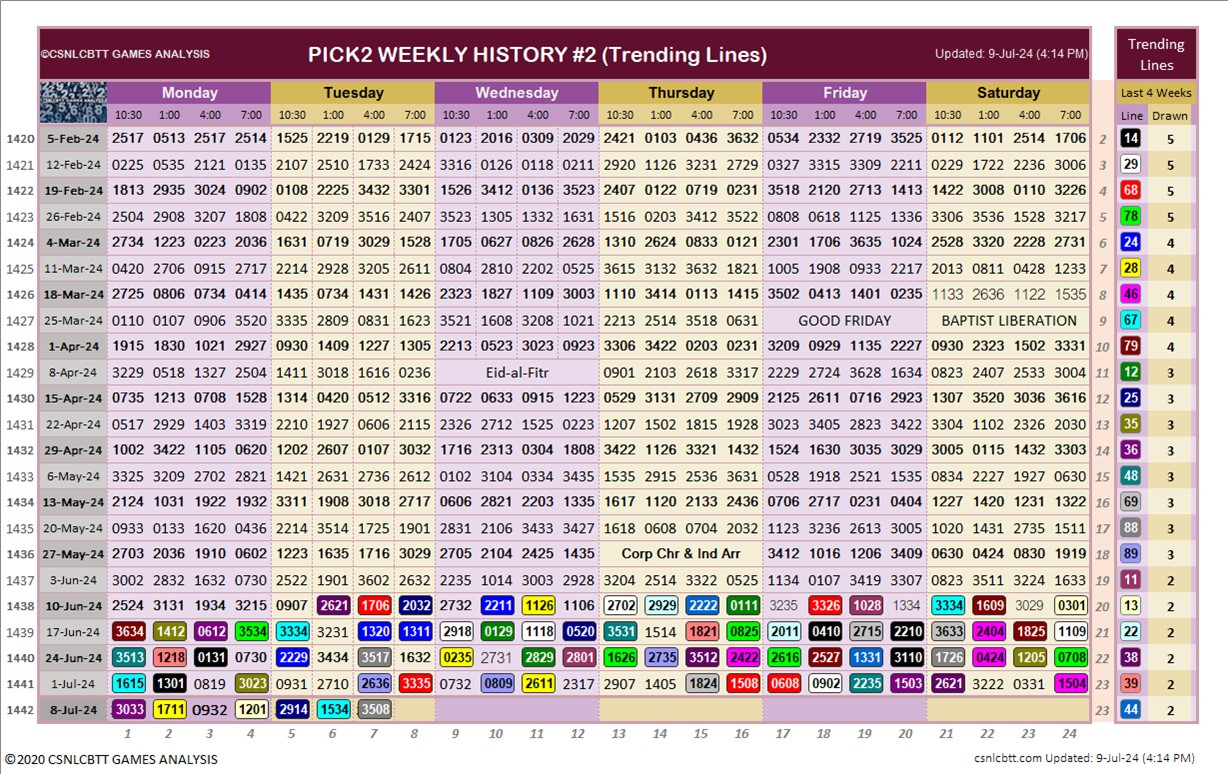 ©CSNLCBTT GAMES ANALYSIS PICK2 WEEKLY HISTORY #2 (Trending Lines) Updated: 9-Jul-24 (4:14 PM) Trending Lines
Monday Tuesday Wednesday Thursday Friday Saturday Last 4 Weeks
10:30 1:00 4:00 7:00 10:30 1:00 4:00 7:00 10:30 1:00 4:00 7:00 10:30 1:00 4:00 7:00 10:30 1:00 4:00 7:00 10:30 1:00 4:00 7:00 Line Drawn
1420 5-Feb-24 2517 0513 2517 2514 1525 2219 0129 1715 0123 2016 0309 2029 2421 0103 0436 3632 0534 2332 2719 3525 0112 1101 2514 1706 2 14 5
1421 12-Feb-24 0225 0535 2121 0135 2107 2510 1733 2424 3316 0126 0118 0211 2920 1126 3231 2729 0327 3315 3309 2211 0229 1722 2236 3006 3 29 5
1422 19-Feb-24 1813 2935 3024 0902 0108 2225 3432 3301 1526 3412 0136 3523 2407 0122 0719 0231 3518 2120 2713 1413 1422 3008 0110 3226 4 68 5
1423 26-Feb-24 2504 2908 3207 1808 0422 3209 3516 2407 3523 1305 1332 1631 1516 0203 3412 3522 0808 0618 1125 1336 3306 3536 1528 3217 5 78 5
1424 4-Mar-24 2734 1223 0223 2036 1631 0719 3029 1528 1705 0627 0826 2628 1310 2624 0833 0121 2301 1706 3635 1024 2528 3320 2228 2731 6 24 4
1425 11-Mar-24 0420 2706 0915 2717 2214 2928 3205 2611 0804 2810 2202 0525 3615 3132 3632 1821 1005 1908 0933 2217 2013 0811 0428 1233 7 28 4
1426 18-Mar-24 2725 0806 0734 0414 1435 0734 1431 1426 2323 1827 1109 3003 1110 3414 0113 1415 3502 0413 1461 0235 1133 2636 1122 1535 8 46 4
1427 25-Mar-24 0110 0107 0906 3520 3335 2809 0831 1623 3521 1608 3208 1021 2213 2514 3518 0631 GOOD FRIDAY BAPTIST LIBERATION 9 67 4
1428 1-Apr-24 1915 1830 1021 2927 0930 1409 1227 1303 2213 0523 3023 0923 3306 3422 0203 0231 3209 0929 1135 2227 0930 2323 1502 3331 10 79 4
1429 8-Apr-24 3229 0518 1327 2504 1411 3018 1616 0236 Eid-al-Fitr 0901 2103 2618 3317 2229 2724 3628 1634 0823 2407 2533 3004 11 12 3
1430 15-Apr-24 0735 1213 0708 1528 1314 0420 0512 3316 0722 0633 0915 1223 0529 3131 2709 2909 2125 2611 0716 2923 1307 3520 3036 3616 12 25 3
1431 22-Apr-24 0517 2929 1403 3319 2210 1927 0606 2115 2326 2712 1525 0223 1207 1502 1815 1928 3023 3405 2823 3422 3304 1102 2326 2030 13 35 3
1432 29-Apr-24 1002 3422 1105 0620 1202 2607 0107 3032 1716 2313 0304 1808 3422 1126 3321 1432 1524 1630 3035 3029 3005 0115 1432 3303 14 36 3
1433 6-May-24 3325 3209 2702 2821 1421 2631 2736 2612 0102 3104 0334 3435 1535 2915 2536 3631 0528 1918 2521 1535 0834 2227 1927 0630 15 48 3
1434 13-May-24 2124 1031 1922 1932 3311 1908 3018 2717 0606 2821 2203 1335 1617 1120 2133 2436 0706 2717 0231 0404 1227 1420 1231 1322 16 69 3
1435 20-May-24 0933 0133 1620 0436 2214 3514 1725 1901 2831 2106 3433 3427 1618 0608 0704 2032 1123 3236 2613 3005 1020 1431 2735 1511 17 88 3
1436 27-May-24 2703 2036 1910 0602 1223 1635 1716 3029 2705 2104 2425 1435 Corp Chr & Ind Arr 3412 1016 1206 3409 0630 0424 0830 1919 18 89 3
1437 3-Jun-24 3002 2832 1632 0730 2522 1901 3602 2632 2235 1014 3003 2928 3204 2514 3322 0525 1134 0107 3419 3307 0823 3511 3224 1633 19 11 2
1438 10-Jun-24 2524 3131 1934 3215 0907 2621 1706 2032 2732 2211 1126 1106 2702 2929 2222 0111 3235 3326 1028 1334 3334 1609 3029 0301 20 13 2
1439 17-Jun-24 3634 1412 0612 3534 3334 3231 1320 1311 2918 0129 1118 0520 3531 1514 1821 0825 2011 0410 2715 2210 3633 2404 1825 1109 21 22 2
1440 24-Jun-24 3513 1218 0131 0730 2229 3434 3517 1632 0235 2731 2829 2801 1626 2735 3512 2422 2616 2527 1331 3110 1726 0424 1205 0708 22 38 2
1441 1-Jul-24 1615 1301 0819 3023 0931 2710 2636 3335 0732 0809 2611 2317 2907 1405 1824 1508 0608 0902 2235 1503 2621 3222 0331 1504 23 39 2
1442 8-Jul-24 3033 1711 0932 1201 2914 1534 3508 23 44 2
1 2 3 4 5 6 7 8 9 10 11 12 13 14 15 16 17 18 19 20 21 22 23 24
©2020 CSNLCBTT GAMES ANALYSIS csnlcbtt.com Updated: 9-Jul-24 (4:14 PM)